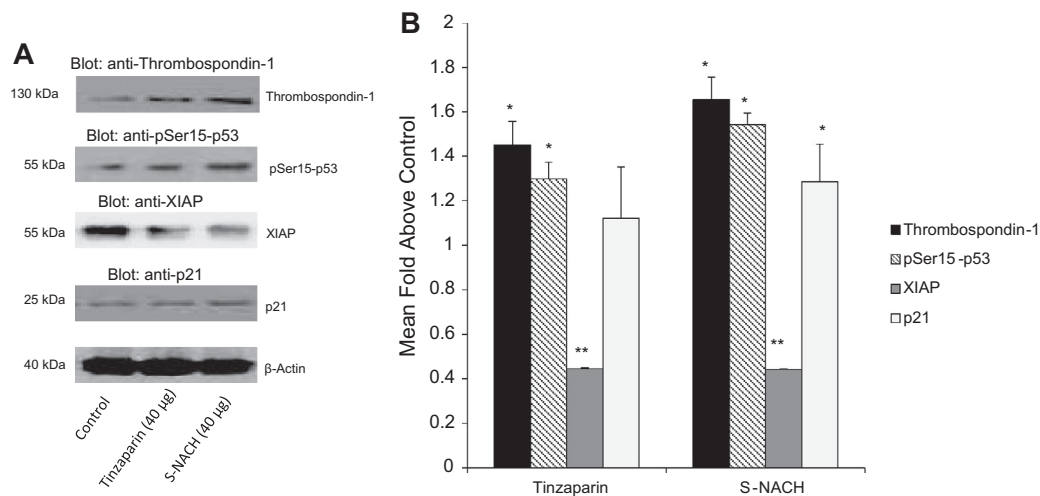 A
Blot: anti-Thrombospondin-1
130 kDa
Thrombospondin-1
Blot: anti-pSer15-p53
55 kDa
pSer15-p53
Blot: anti-XIAP
55 kDa
XIAP
Blot: anti-p21
25 kDa
p21
40 kDa
β-Actin
Control
Tinzaparin (40 µg)
S-NACH (40 µg)
B
Mean Fold Above Control
2
1.8
1.6
1.4
1.2
1
0.8
0.6
0.4
0.2
0
*
*
**
*
*
**
*
Tinzaparin
S-NACH
Thrombospondin-1
pSer15-p53
XIAP
p21